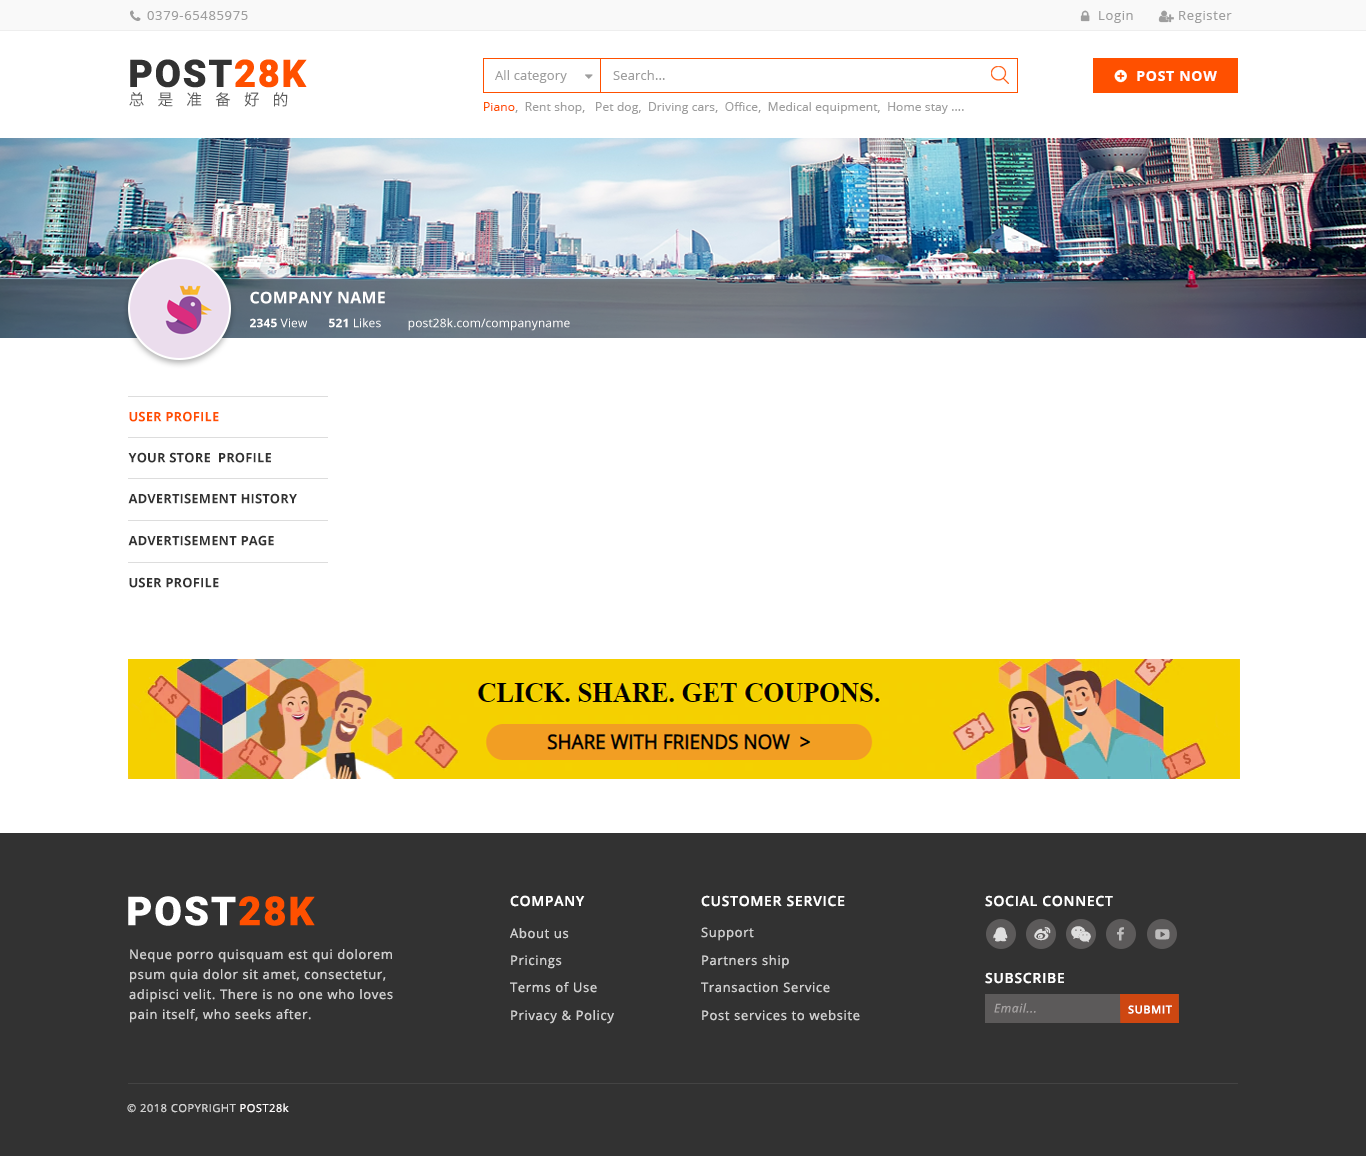 0379-65485975
Login
Register
POST28K
总是准备好的
All category
Search...
POST NOW
Piano, Rent shop, Pet dog, Driving cars, Office, Medical equipment, Home stay ....
COMPANY NAME
2345 View 521 Likes post28k.com/companyname
USER PROFILE
YOUR STORE PROFILE
ADVERTISEMENT HISTORY
ADVERTISEMENT PAGE
USER PROFILE
CLICK. SHARE. GET COUPONS.
SHARE WITH FRIENDS NOW >
POST28K
Neque porro quisquam est qui dolorem
psum quia dolor sit amet, consectetur,
adipisci velit. There is no one who loves
pain itself, who seeks after.
COMPANY
About us
Pricings
Terms of Use
Privacy & Policy
CUSTOMER SERVICE
Support
Partners ship
Transaction Service
Post services to website
SOCIAL CONNECT
SUBSCRIBE
Email...
SUBMIT
© 2018 COPYRIGHT POST28k